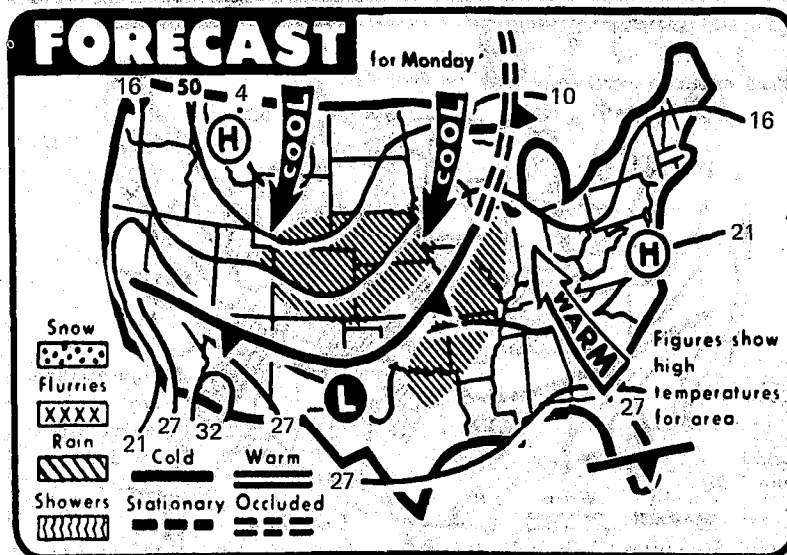 FORECAST
for Monday
16 50 4 10
16
H
COOL
COOL
H
21
WARM
Figures show
high
temperatures
for area
L
Snow
Flurries
XXXX
Rain
Showers
21 27 32 27 27 27
Cold Warm
Stationary Occluded